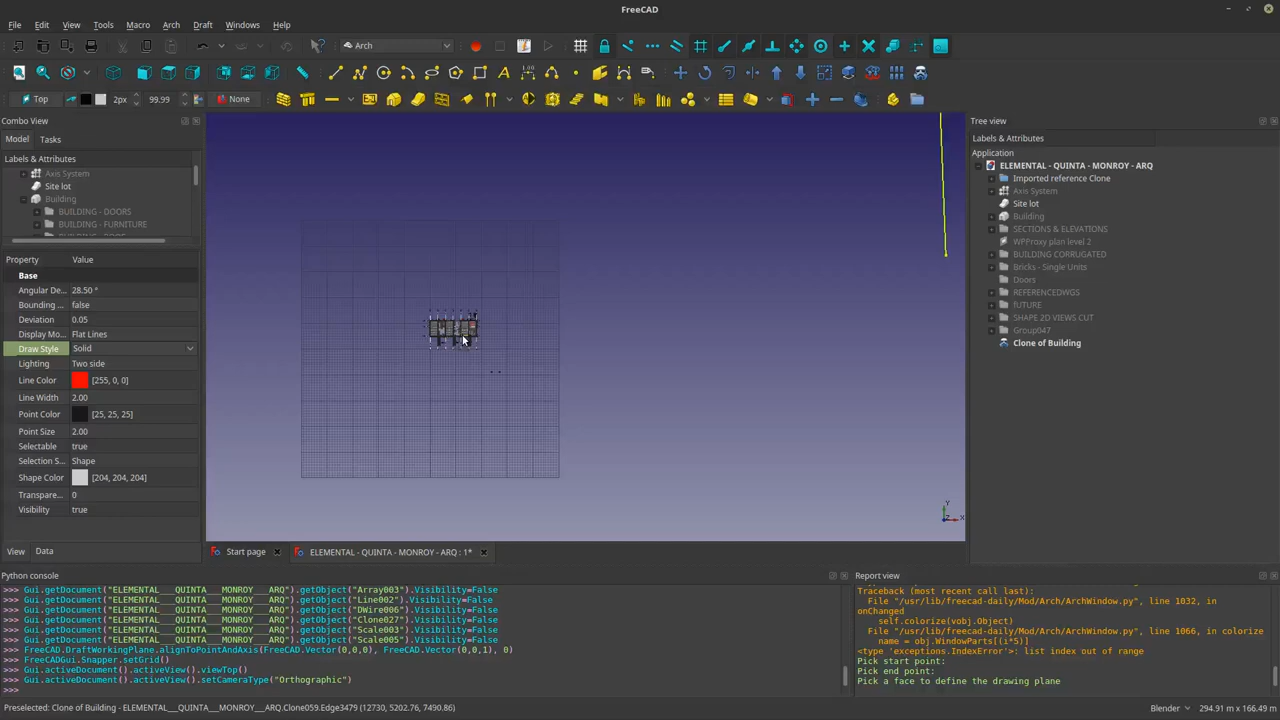 FreeCAD
File Edit View Tools Macro Arch Draft Windows Help
Arch
Top 2px 99.99 None
Combo View
Model Tasks
Labels & Attributes
Axis System
Site lot
Building
BUILDING - DOORS
BUILDING - FURNITURE
Property Value
Base
Angular De... 28.50 °
Bounding ... false
Deviation 0.05
Display Mo... Flat Lines
Draw Style Solid
Lighting Two side
Line Color [255, 0, 0]
Line Width 2.00
Point Color [25, 25, 25]
Point Size 2.00
Selectable true
Selection S... Shape
Shape Color [204, 204, 204]
Transpare... 0
Visibility true
View Data
Y
Z X
Start page ELEMENTAL - QUINTA - MONROY - ARQ : 1*
Tree view
Labels & Attributes
Application
ELEMENTAL - QUINTA - MONROY - ARQ
Imported reference Clone
Axis System
Site lot
Building
SECTIONS & ELEVATIONS
WPProxy plan level 2
BUILDING CORRUGATED
Bricks - Single Units
Doors
REFERENCEDWGS
fUTURE
SHAPE 2D VIEWS CUT
Group047
Clone of Building
Python console
>>> Gui.getDocument("ELEMENTAL___QUINTA___MONROY___ARQ").getObject("Array003").Visibility=False
>>> Gui.getDocument("ELEMENTAL___QUINTA___MONROY___ARQ").getObject("Line002").Visibility=False
>>> Gui.getDocument("ELEMENTAL___QUINTA___MONROY___ARQ").getObject("DWire006").Visibility=False
>>> Gui.getDocument("ELEMENTAL___QUINTA___MONROY___ARQ").getObject("Clone027").Visibility=False
>>> Gui.getDocument("ELEMENTAL___QUINTA___MONROY___ARQ").getObject("Scale003").Visibility=False
>>> Gui.getDocument("ELEMENTAL___QUINTA___MONROY___ARQ").getObject("Scale005").Visibility=False
>>> FreeCAD.DraftWorkingPlane.alignToPointAndAxis(FreeCAD.Vector(0,0,0), FreeCAD.Vector(0,0,1), 0)
>>> FreeCADGui.Snapper.setGrid()
>>> Gui.activeDocument().activeView().viewTop()
>>> Gui.activeDocument().activeView().setCameraType("Orthographic")
>>>
Report view
Traceback (most recent call last):
File "/usr/lib/freecad-daily/Mod/Arch/ArchWindow.py", line 1032, in
onChanged
self.colorize(vobj.Object)
File "/usr/lib/freecad-daily/Mod/Arch/ArchWindow.py", line 1066, in colorize
name = obj.WindowParts[(i*5)]
<type 'exceptions.IndexError'>: list index out of range
Pick start point:
Pick end point:
Pick a face to define the drawing plane
Preselected: Clone of Building - ELEMENTAL___QUINTA___MONROY___ARQ.Clone059.Edge3479 (12730, 5202.76, 7490.86)
Blender 294.91 m x 166.49 m